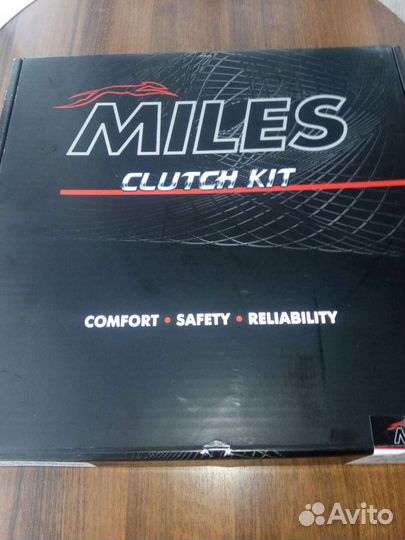 MILES
CLUTCH KIT
COMFORT • SAFETY • RELIABILITY
Avito